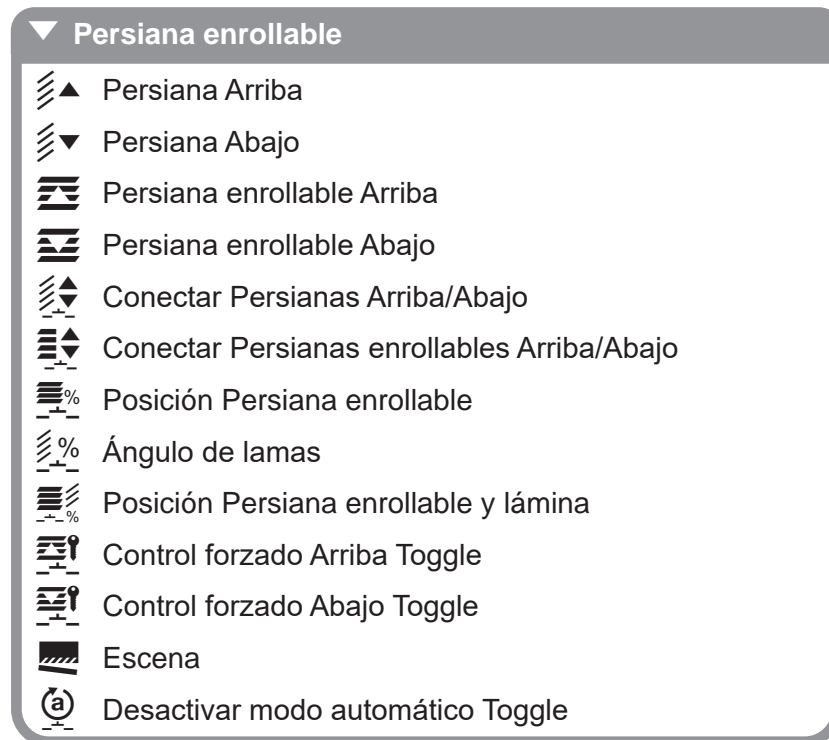 Persiana enrollable
Persiana Arriba
Persiana Abajo
Persiana enrollable Arriba
Persiana enrollable Abajo
Conectar Persianas Arriba/Abajo
Conectar Persianas enrollables Arriba/Abajo
% Posición Persiana enrollable
% Ángulo de lamas
% Posición Persiana enrollable y lámina
Control forzado Arriba Toggle
Control forzado Abajo Toggle
Escena
a Desactivar modo automático Toggle